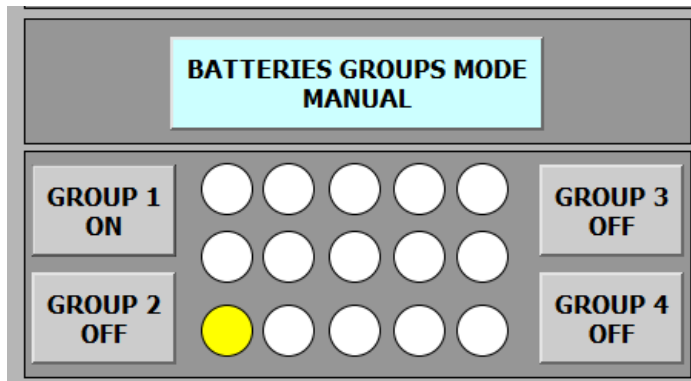 BATTERIES GROUPS MODE
MANUAL
GROUP 1
ON
GROUP 2
OFF
GROUP 3
OFF
GROUP 4
OFF